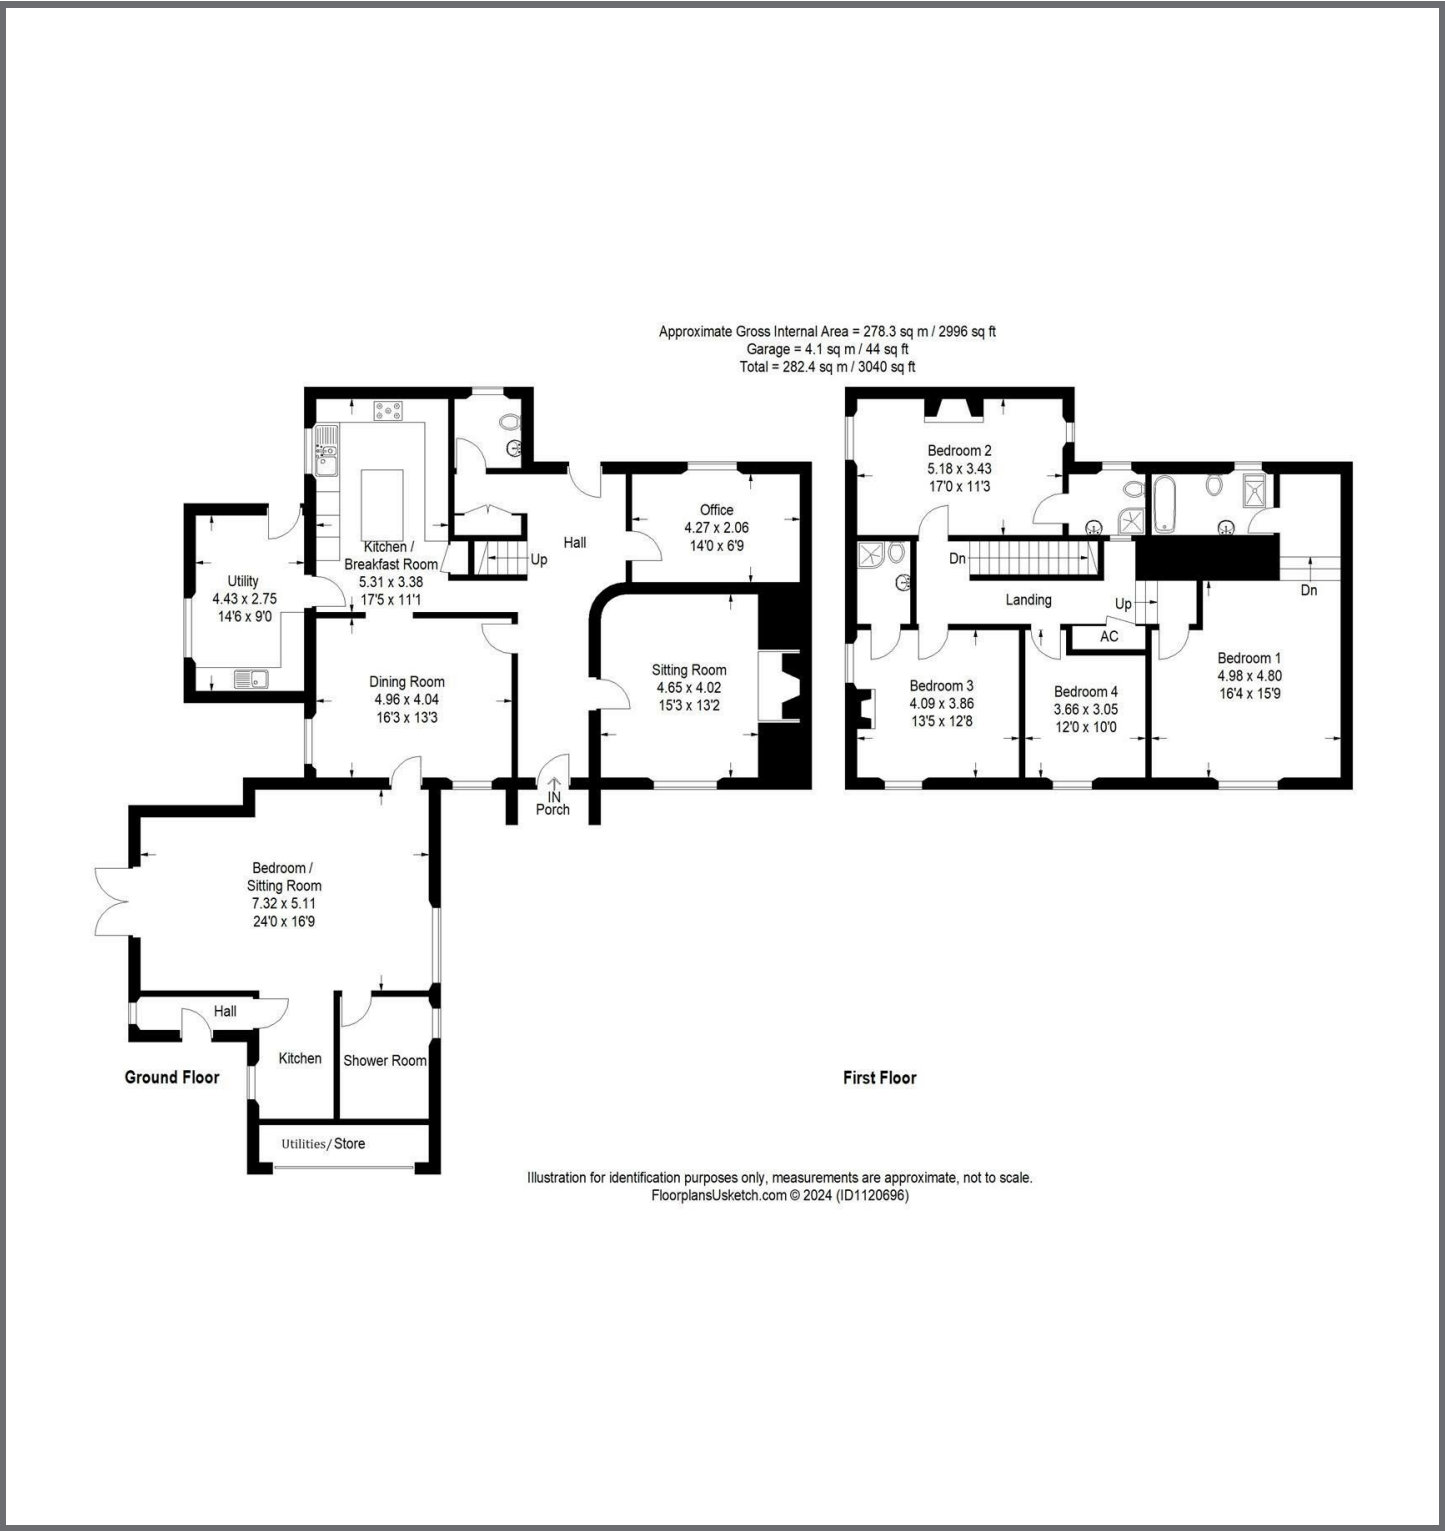 Approximate Gross Internal Area = 278.3 sq m / 2996 sq ft
Garage = 4.1 sq m / 44 sq ft
Total = 282.4 sq m / 3040 sq ft
Kitchen /
Breakfast Room
5.31 x 3.38
17'5 x 11'1
Utility
4.43 x 2.75
14'6 x 9'0
Up
Hall
Office
4.27 x 2.06
14'0 x 6'9
Dining Room
4.96 x 4.04
16'3 x 13'3
Sitting Room
4.65 x 4.02
15'3 x 13'2
IN
Porch
Bedroom /
Sitting Room
7.32 x 5.11
24'0 x 16'9
Hall
Kitchen
Shower Room
Utilities/Store
Ground Floor
Bedroom 2
5.18 x 3.43
17'0 x 11'3
Dn
Landing
Up
Dn
AC
Bedroom 3
4.09 x 3.86
13'5 x 12'8
Bedroom 4
3.66 x 3.05
12'0 x 10'0
Bedroom 1
4.98 x 4.80
16'4 x 15'9
First Floor
Illustration for identification purposes only, measurements are approximate, not to scale.
FloorplansUsketch.com © 2024 (ID1120696)